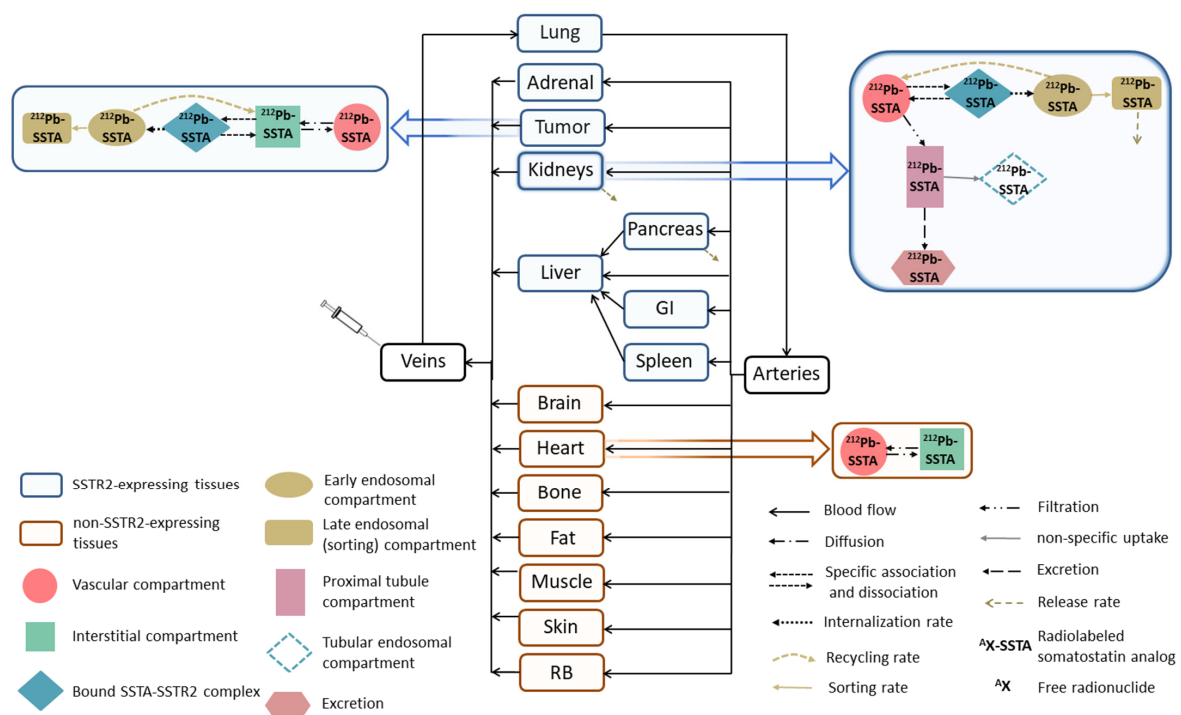 Lung
Adrenal
Tumor
Kidneys
Pancreas
Liver
GI
Spleen
Veins
Arteries
Brain
Heart
Bone
Fat
Muscle
Skin
RB
212Pb-
SSTA
212Pb-
SSTA
212Pb-
SSTA
212Pb-
SSTA
212Pb-
SSTA
212Pb-
SSTA
212Pb-
SSTA
212Pb-
SSTA
212Pb-
SSTA
212Pb-
SSTA
212Pb-
SSTA
212Pb-
SSTA
212Pb-
SSTA
212Pb-
SSTA
SSTR2-expressing tissues
non-SSTR2-expressing
tissues
Vascular compartment
Interstitial compartment
Bound SSTA-SSTR2 complex
Early endosomal
compartment
Late endosomal
(sorting) compartment
Proximal tubule
compartment
Tubular endosomal
compartment
Excretion
Blood flow
Diffusion
Specific association
and dissociation
Internalization rate
Recycling rate
Sorting rate
Filtration
non-specific uptake
Excretion
Release rate
AX-SSTA Radiolabeled
somatostatin analog
AX Free radionuclide